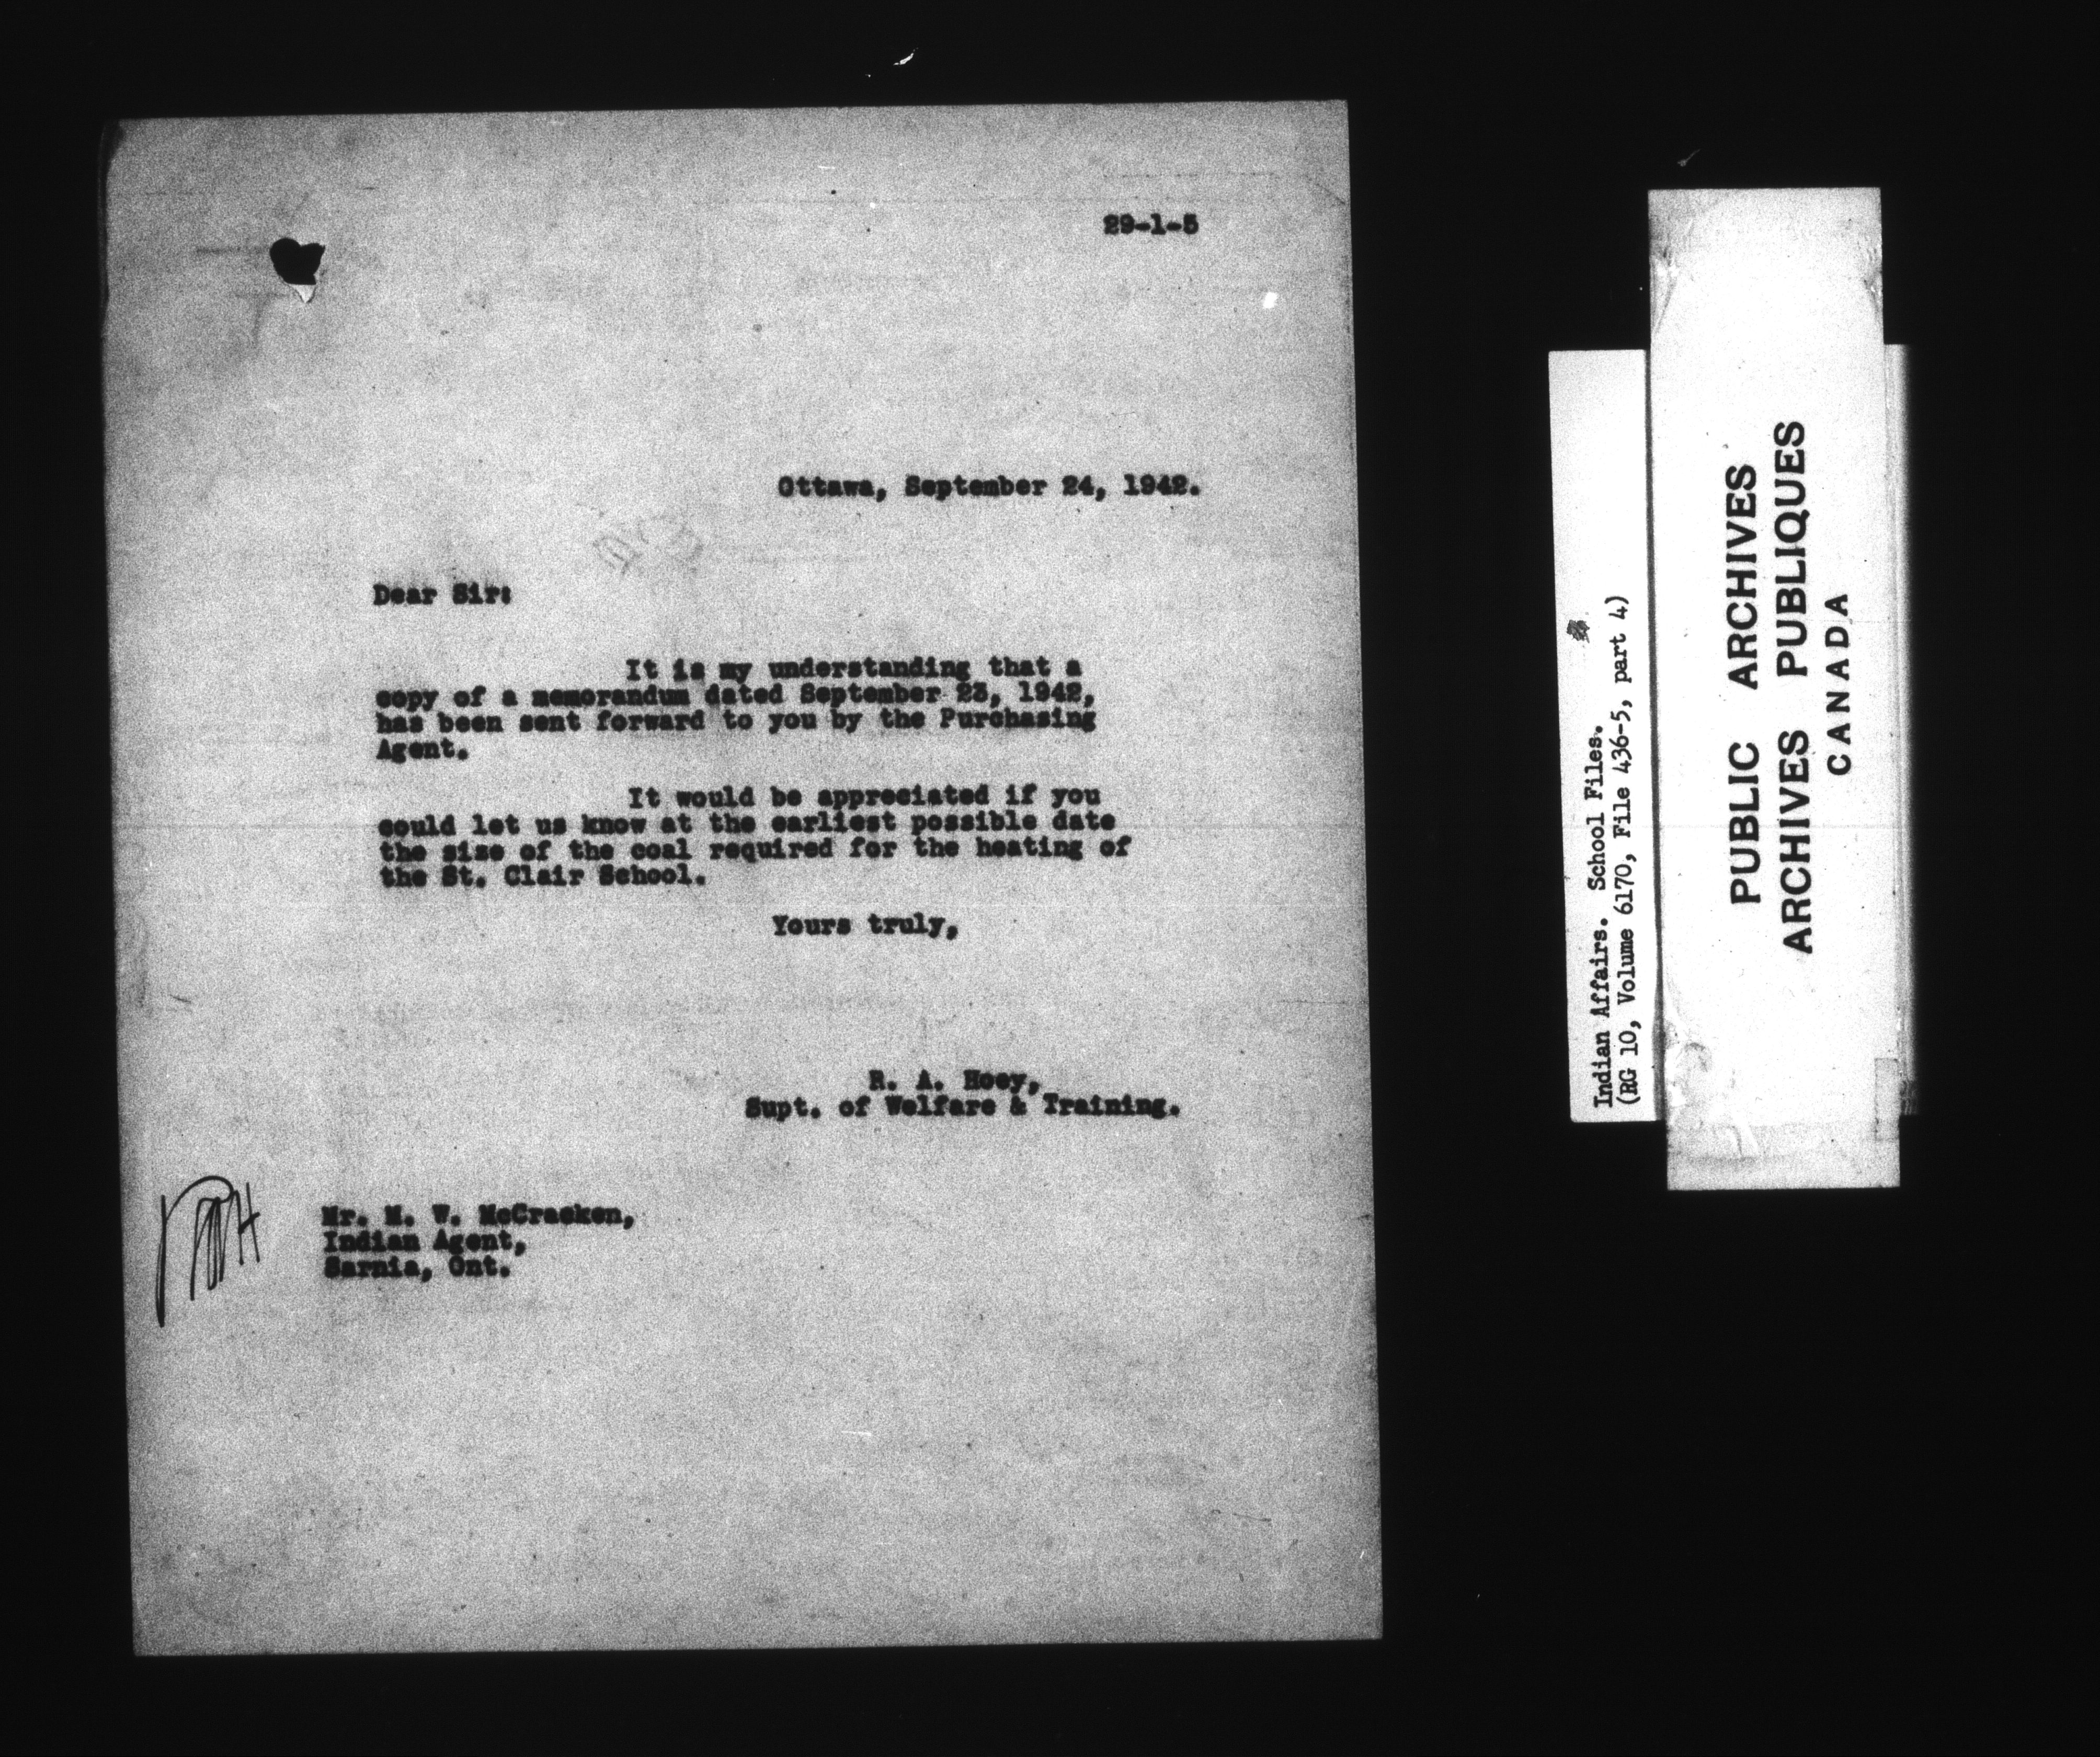 29-1-5
Ottawa, September 24, 1942.
Dear Sir:
It is my understanding that a
copy of a memorandum dated September 23, 1942,
has been sent forward to you by the Purchasing
Agent.
It would be appreciated if you
could let us know at the earliest possible date
the size of the coal required for the heating of
the St. Clair School.
Yours truly,
R. A. Hoey,
Supt. of Welfare & Training.
Mr. M. W. McCracken,
Indian Agent,
Sarnia, Ont.
Indian Affairs. School Files.
(RG 10, Volume 6170, File 436-5, part 4)
PUBLIC ARCHIVES
ARCHIVES PUBLIQUES
CANADA